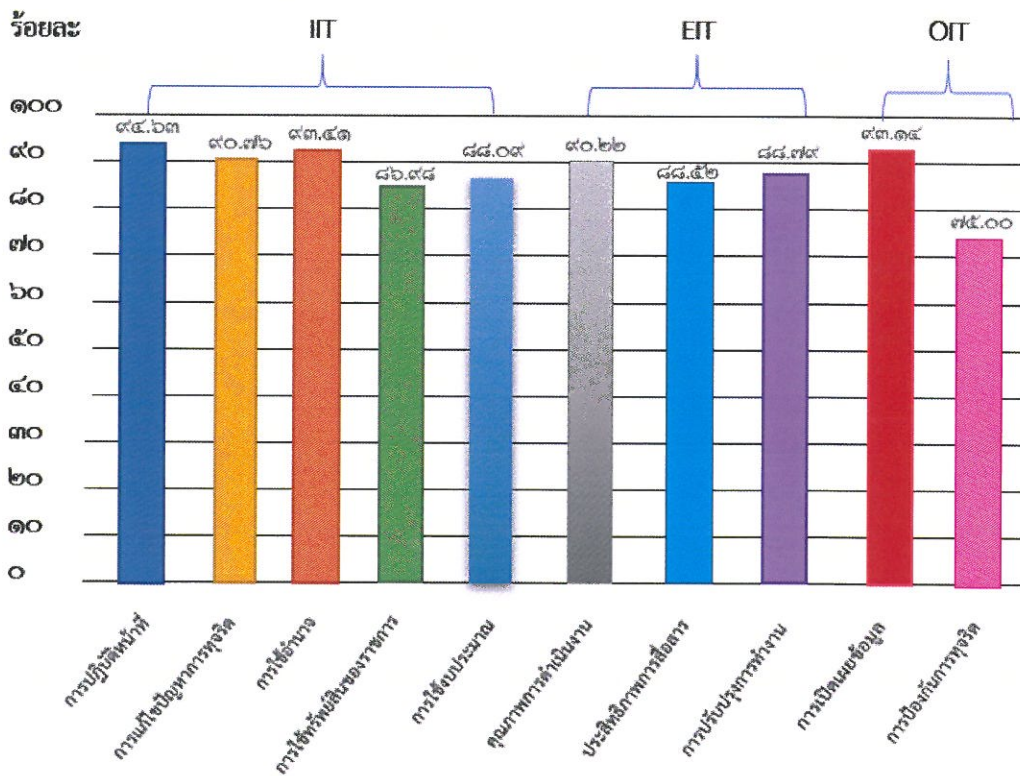 ร้อยละ
IIT
EIT
OIT
๑๐๐
๙๐
๘๐
๗๐
๖๐
๕๐
๔๐
๓๐
๒๐
๑๐
๐
๙๔.๖๓
๙๐.๗๖
๙๓.๔๑
๘๖.๙๘
๘๘.๐๙
๙๐.๒๒
๘๘.๕๒
๘๘.๗๙
๙๓.๑๔
๗๕.๐๐
การปฏิบัติหน้าที่
การแก้ไขปัญหาการทุจริต
การใช้อำนาจ
การใช้ทรัพย์สินของราชการ
การใช้งบประมาณ
คุณภาพการดำเนินงาน
ประสิทธิภาพการสื่อสาร
การปรับปรุงการทำงาน
การเปิดเผยข้อมูล
การป้องกันการทุจริต